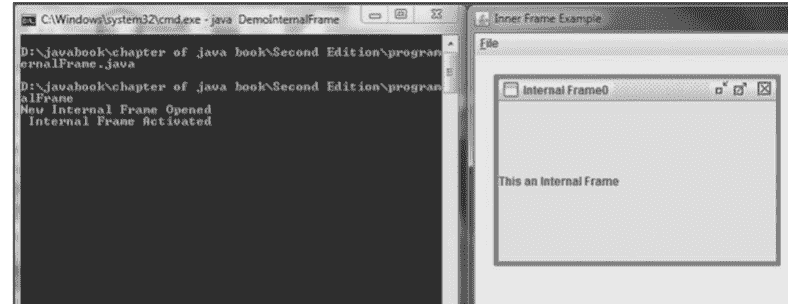 C:\Windows\system32\cmd.exe - java DemoInternalFrame
D:\javabook\chapter of java book\Second Edition\program
ernalFrame.java
D:\javabook\chapter of java book\Second Edition\program
alFrame
New Internal Frame Opened
Internal Frame Activated
Inner Frame Example
File
Internal Frame0
This an Internal Frame